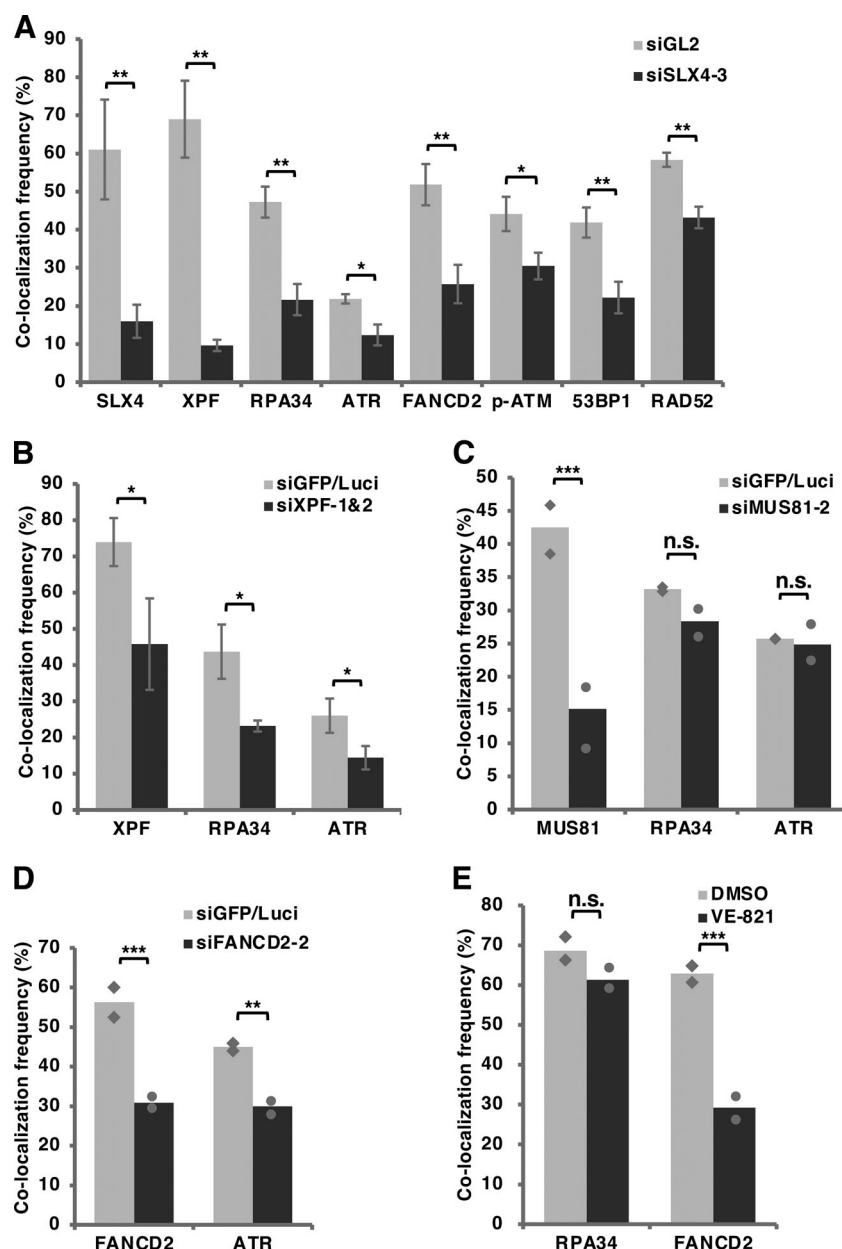 A
siGL2
siSLX4-3
Co-localization frequency (%)
90
80
70
60
50
40
30
20
10
0
** ** ** * ** * ** **
SLX4 XPF RPA34 ATR FANCD2 p-ATM 53BP1 RAD52
B
siGFP/Luci
siXPF-1&2
Co-localization frequency (%)
90
80
70
60
50
40
30
20
10
0
* * *
XPF RPA34 ATR
C
siGFP/Luci
siMUS81-2
Co-localization frequency (%)
50
45
40
35
30
25
20
15
10
5
0
*** n.s. n.s.
MUS81 RPA34 ATR
D
siGFP/Luci
siFANCD2-2
Co-localization frequency (%)
70
60
50
40
30
20
10
0
*** **
FANCD2 ATR
E
DMSO
VE-821
Co-localization frequency (%)
80
70
60
50
40
30
20
10
0
n.s. ***
RPA34 FANCD2